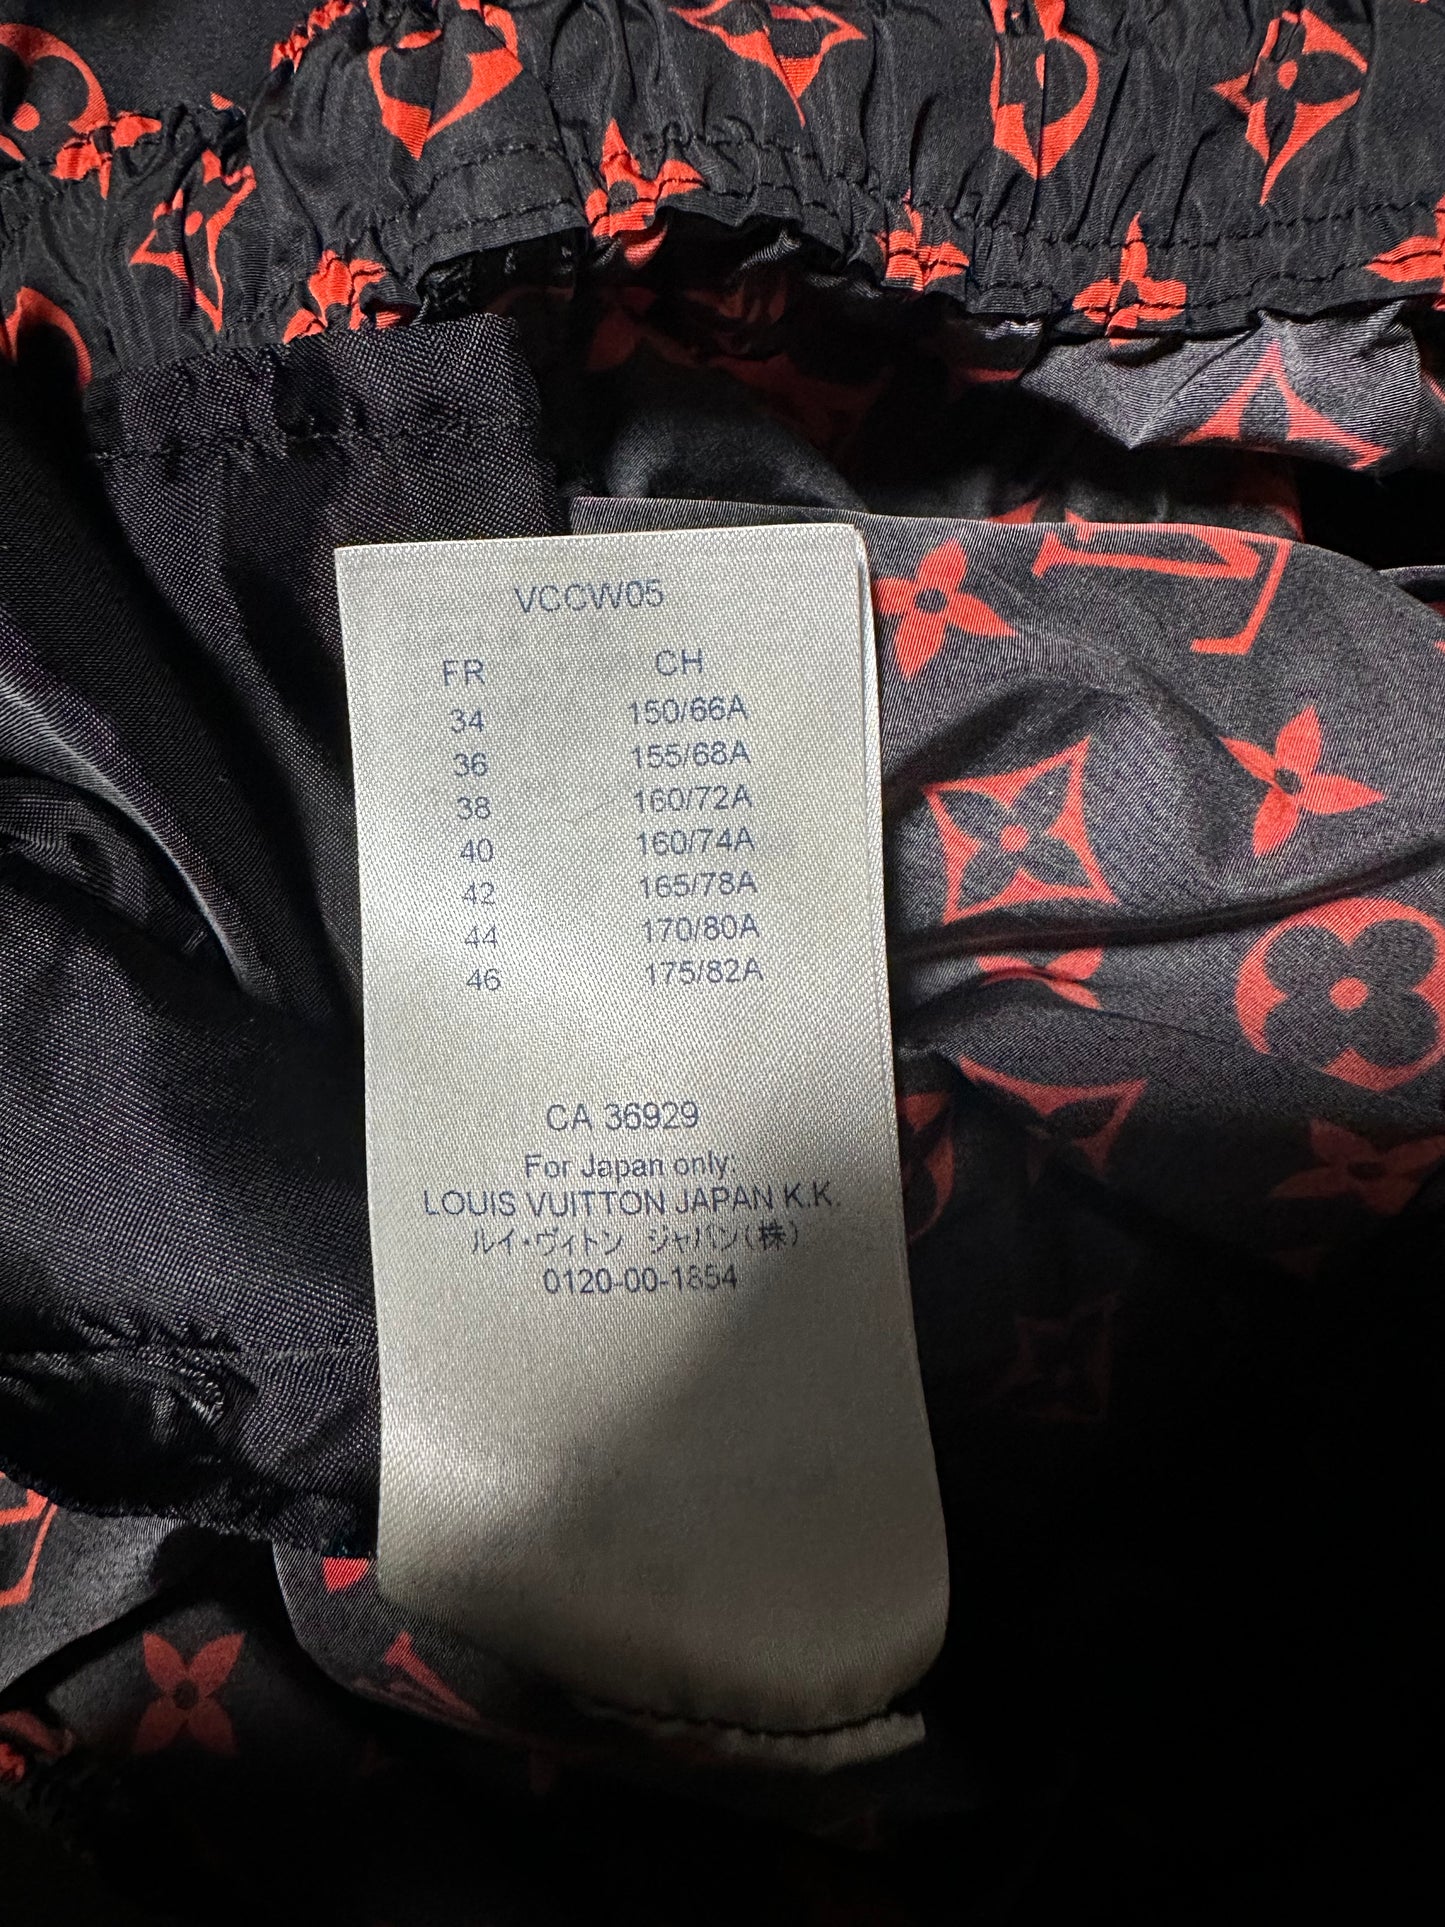 VCCW05
FR CH
34 150/66A
36 155/68A
38 160/72A
40 160/74A
42 165/78A
44 170/80A
46 175/82A
CA 36929
For Japan only:
LOUIS VUITTON JAPAN K.K.
ルイ・ヴィトン ジャパン(株)
0120-00-1854